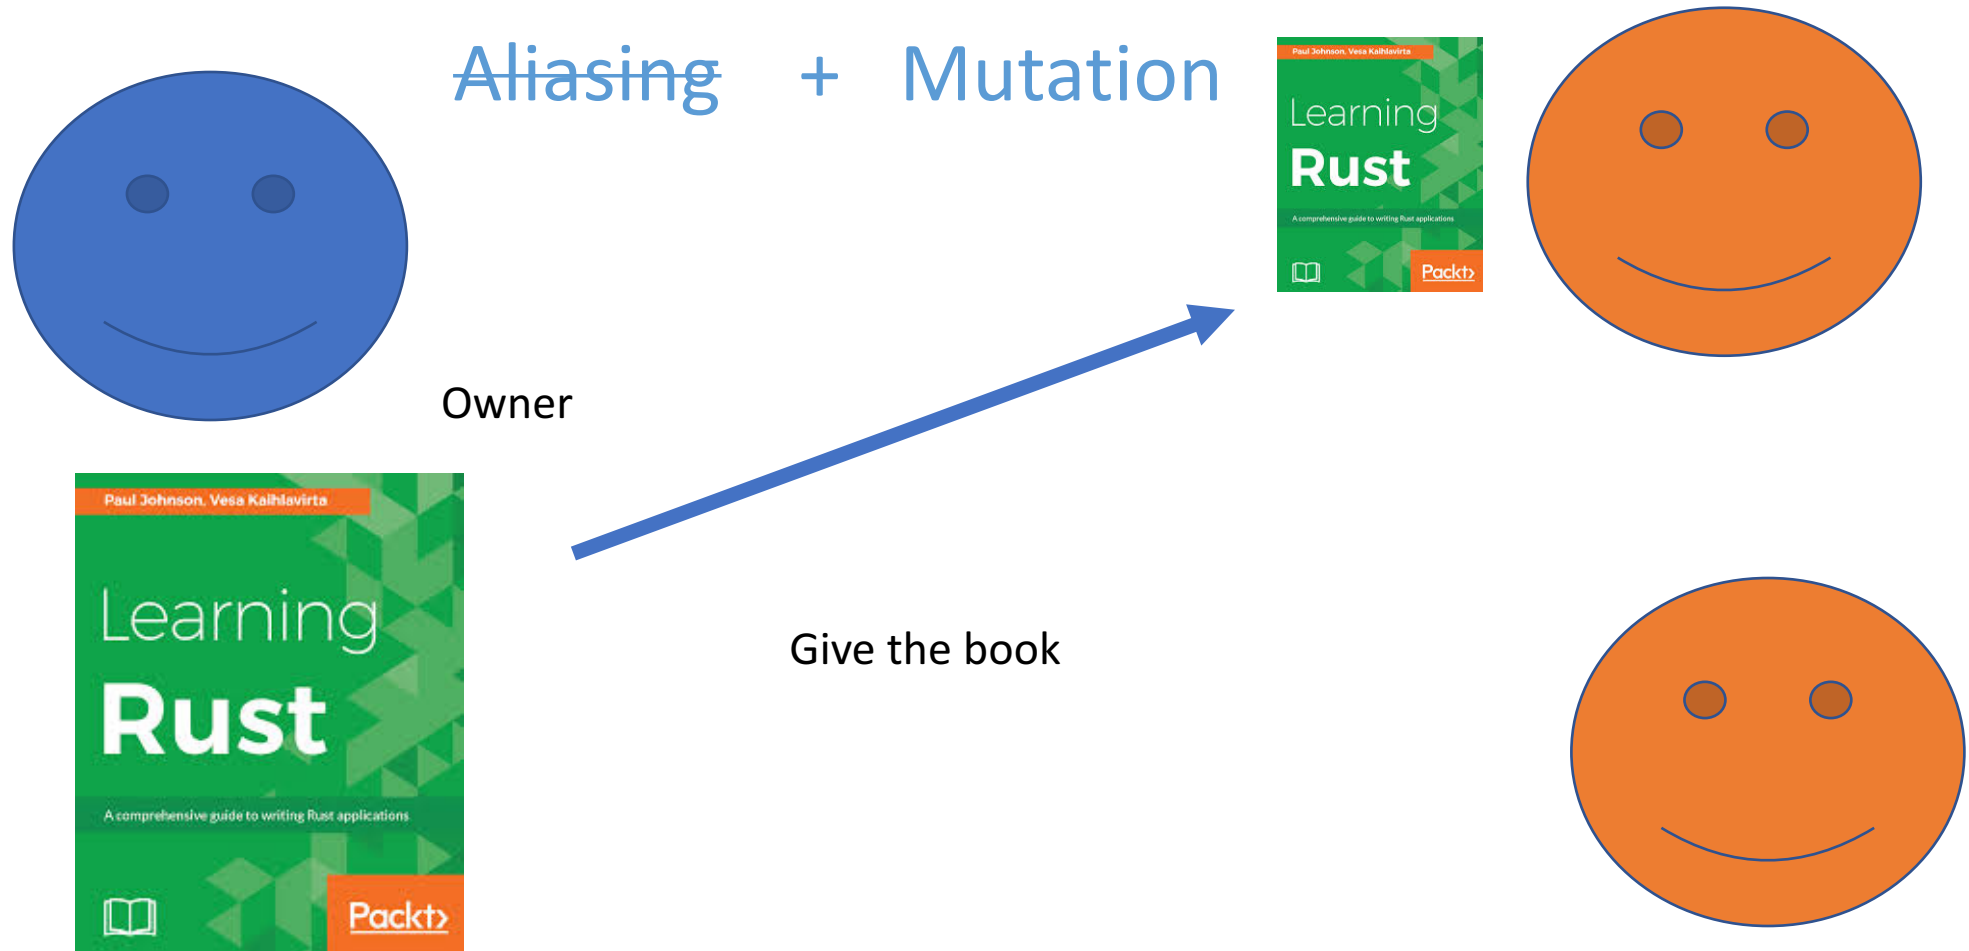 Aliasing + Mutation
Paul Johnson, Vesa Kaihlavirta
Learning
Rust
A comprehensive guide to writing Rust applications
Packt>
Owner
Paul Johnson, Vesa Kaihlavirta
Learning
Rust
A comprehensive guide to writing Rust applications
Packt>
Give the book